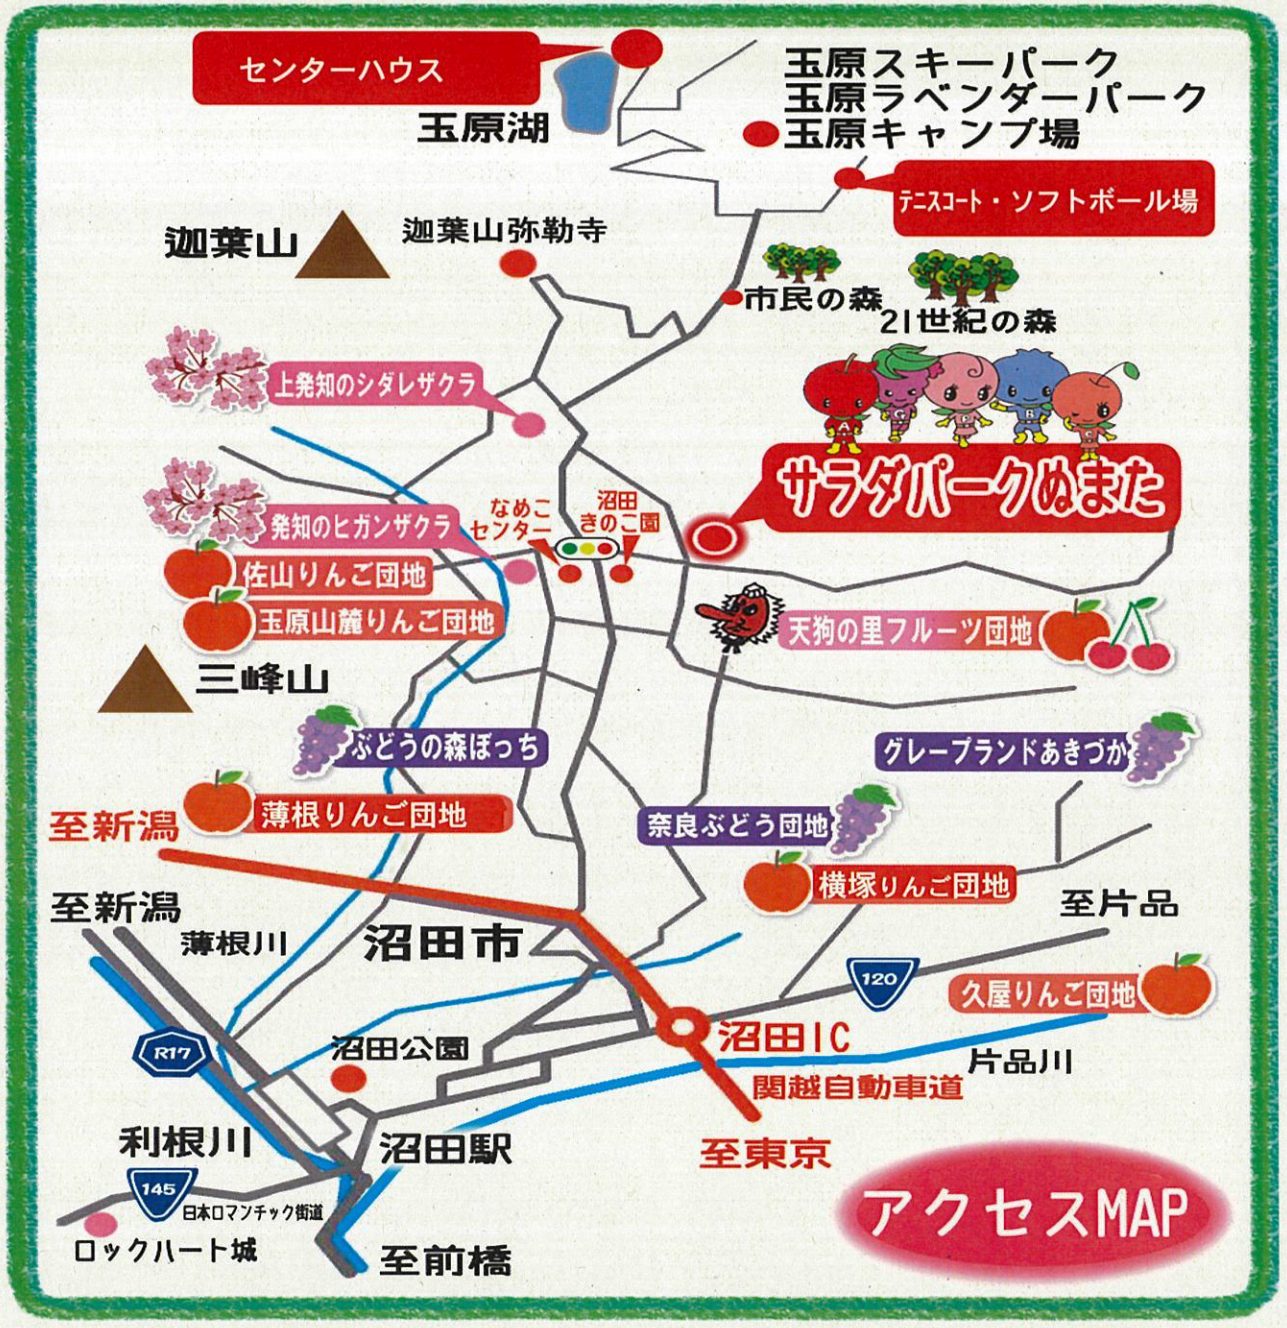 センターハウス
玉原湖
玉原スキーパーク
玉原ラベンダーパーク
玉原キャンプ場
テニスコート・ソフトボール場
迦葉山
迦葉山弥勒寺
市民の森
21世紀の森
上発知のシダレザクラ
A
G
B
C
サラダパークぬまた
発知のヒガンザクラ
なめこ
センター
沼田
きのこ園
佐山りんご団地
玉原山麓りんご団地
天狗の里フルーツ団地
三峰山
ぶどうの森ぼっち
グレープランドあきづか
薄根りんご団地
奈良ぶどう団地
至新潟
横塚りんご団地
至新潟
薄根川
沼田市
至片品
120
久屋りんご団地
R17
沼田公園
沼田IC
片品川
関越自動車道
利根川
沼田駅
至東京
145
日本ロマンチック街道
ロックハート城
至前橋
アクセスMAP